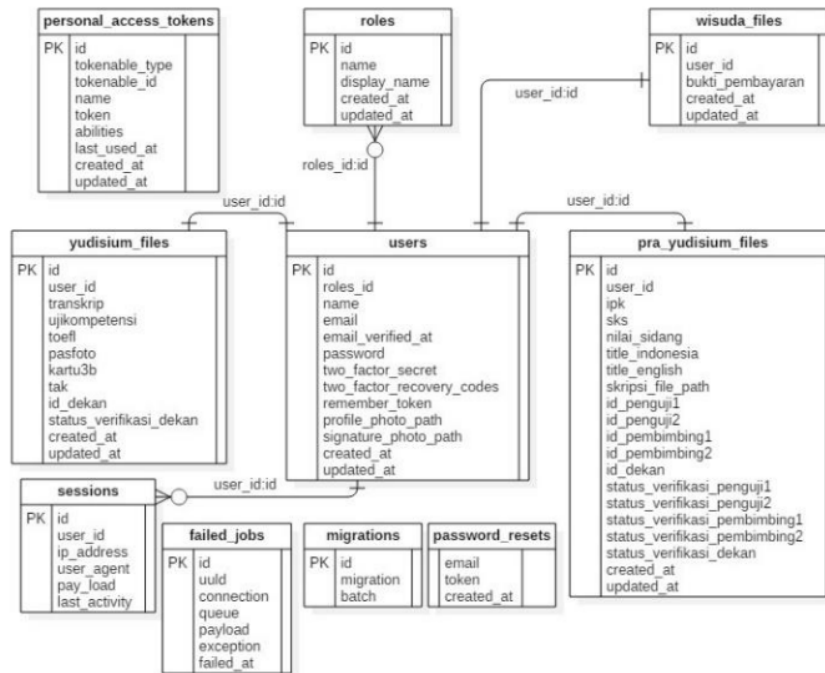 personal_access_tokens
PK
id
tokenable_type
tokenable_id
name
token
abilities
last_used_at
created_at
updated_at
roles
PK
id
name
display_name
created_at
updated_at
wisuda_files
PK
id
user_id
bukti_pembayaran
created_at
updated_at
user_id:id
roles_id:id
user_id:id
user_id:id
yudisium_files
PK
id
user_id
transkrip
ujikompetensi
toefl
pasfoto
kartu3b
tak
id_dekan
status_verifikasi_dekan
created_at
updated_at
users
PK
id
roles_id
name
email
email_verified_at
password
two_factor_secret
two_factor_recovery_codes
remember_token
profile_photo_path
signature_photo_path
created_at
updated_at
pra_yudisium_files
PK
id
user_id
ipk
sks
nilai_sidang
title_indonesia
title_english
skripsi_file_path
id_penguji1
id_penguji2
id_pembimbing1
id_pembimbing2
id_dekan
status_verifikasi_penguji1
status_verifikasi_penguji2
status_verifikasi_pembimbing1
status_verifikasi_pembimbing2
status_verifikasi_dekan
created_at
updated_at
user_id:id
sessions
PK
id
user_id
ip_address
user_agent
pay_load
last_activity
failed_jobs
PK
id
uuld
connection
queue
payload
exception
failed_at
migrations
PK
id
migration
batch
password_resets
email
token
created_at